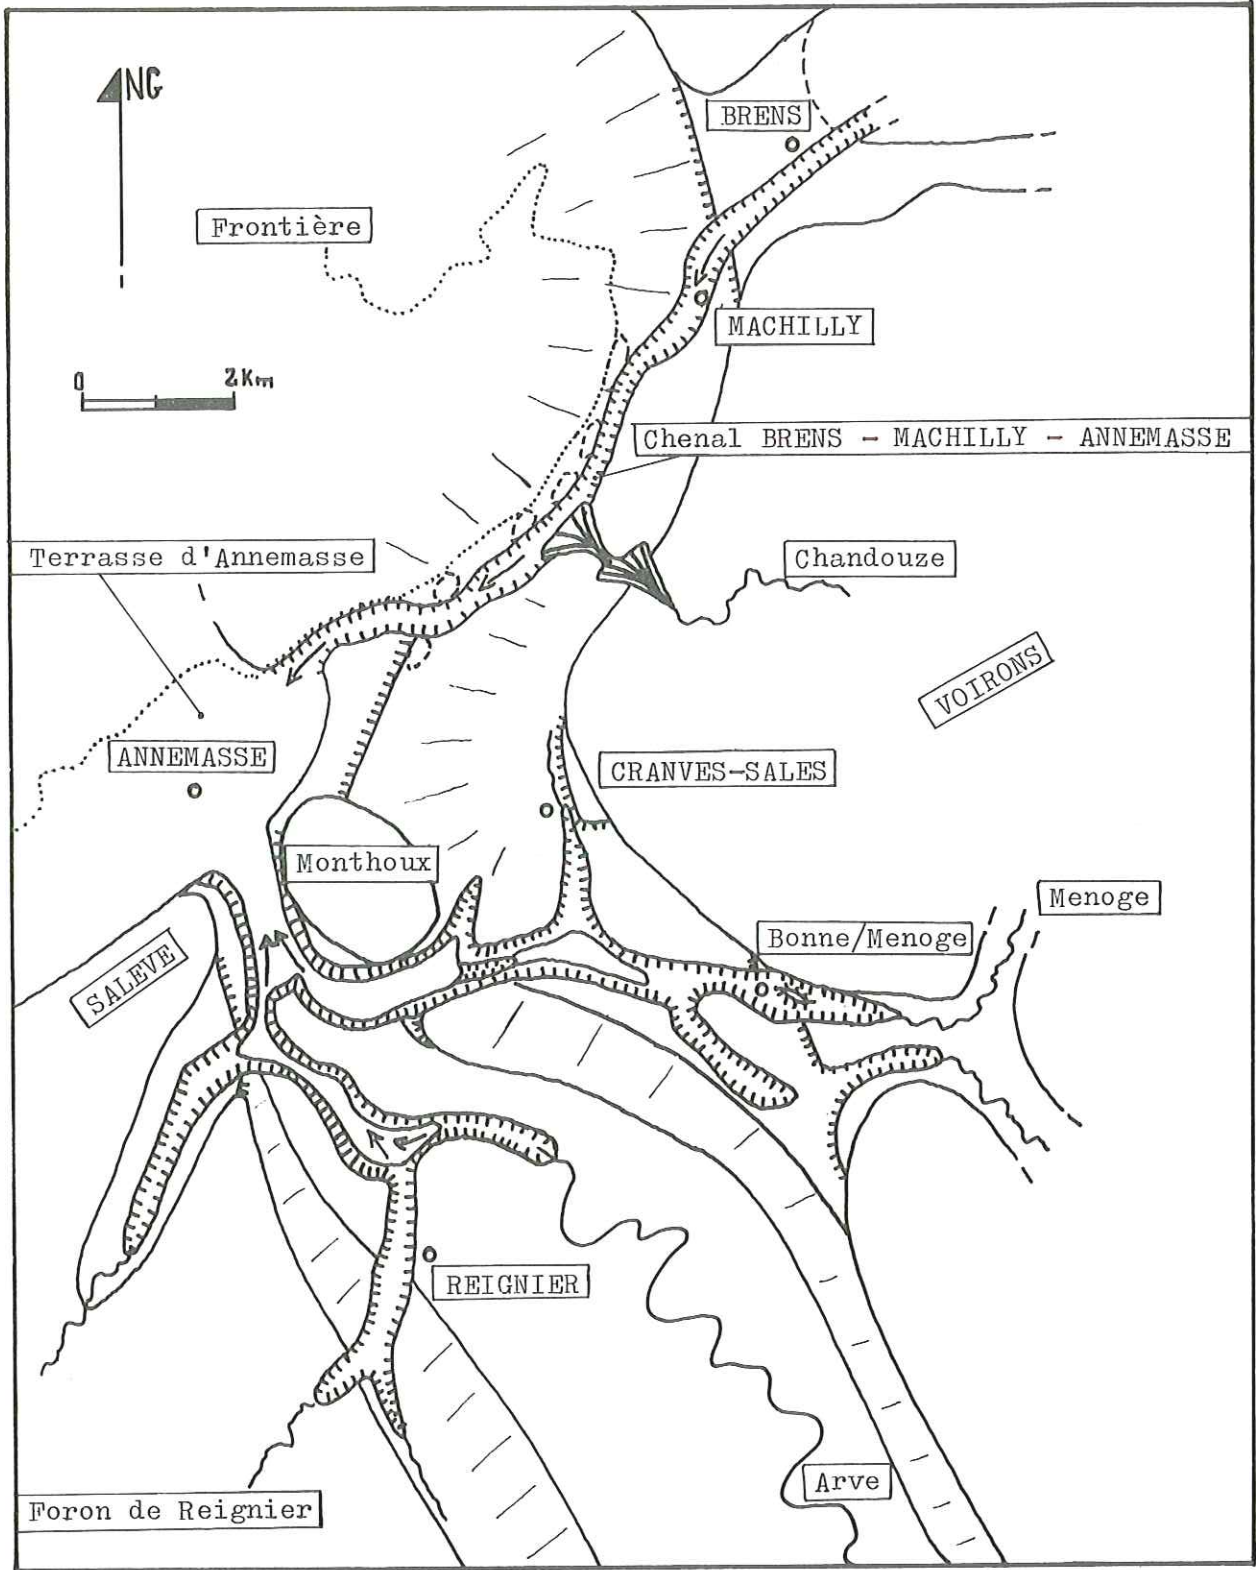 NG
BRENS
Frontière
MACHILLY
0 2Km
Chenal BRENS - MACHILLY - ANNEMASSE
Terrasse d'Annemasse
Chandouze
VOIRONS
ANNEMASSE
CRANVES-SALES
Monthoux
Menoge
Bonne/Menoge
SALEVE
REIGNIER
Arve
Foron de Reignier